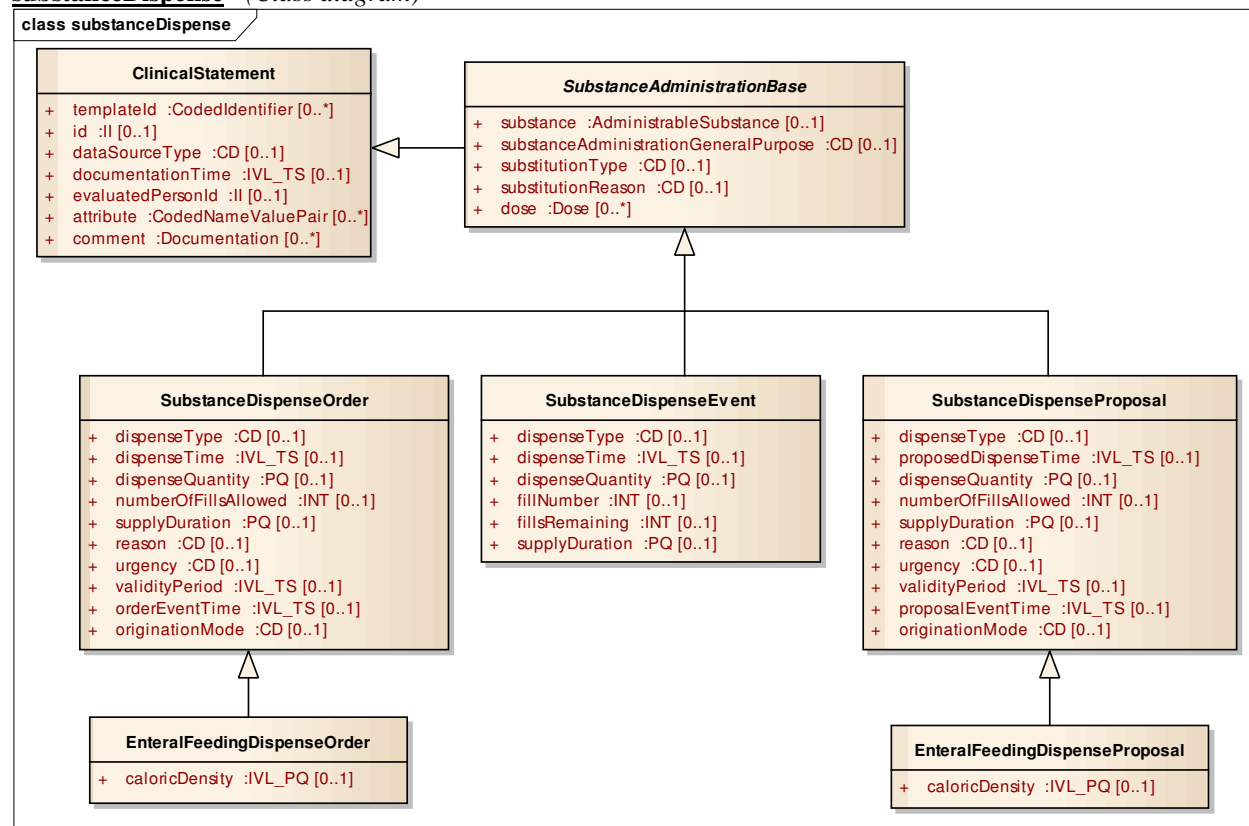 substanceDispense (Class diagram)
class substanceDispense
ClinicalStatement
+ templateId :CodedIdentifier [0..*]
+ id :II [0..1]
+ dataSourceType :CD [0..1]
+ documentationTime :IVL_TS [0..1]
+ evaluatedPersonId :II [0..1]
+ attribute :CodedNameValuePair [0..*]
+ comment :Documentation [0..*]
SubstanceAdministrationBase
+ substance :AdministrableSubstance [0..1]
+ substanceAdministrationGeneralPurpose :CD [0..1]
+ substitutionType :CD [0..1]
+ substitutionReason :CD [0..1]
+ dose :Dose [0..*]
SubstanceDispenseOrder
+ dispenseType :CD [0..1]
+ dispenseTime :IVL_TS [0..1]
+ dispenseQuantity :PQ [0..1]
+ numberOfFillsAllowed :INT [0..1]
+ supplyDuration :PQ [0..1]
+ reason :CD [0..1]
+ urgency :CD [0..1]
+ validityPeriod :IVL_TS [0..1]
+ orderEventTime :IVL_TS [0..1]
+ originationMode :CD [0..1]
SubstanceDispenseEvent
+ dispenseType :CD [0..1]
+ dispenseTime :IVL_TS [0..1]
+ dispenseQuantity :PQ [0..1]
+ fillNumber :INT [0..1]
+ fillsRemaining :INT [0..1]
+ supplyDuration :PQ [0..1]
SubstanceDispenseProposal
+ dispenseType :CD [0..1]
+ proposedDispenseTime :IVL_TS [0..1]
+ dispenseQuantity :PQ [0..1]
+ numberOfFillsAllowed :INT [0..1]
+ supplyDuration :PQ [0..1]
+ reason :CD [0..1]
+ urgency :CD [0..1]
+ validityPeriod :IVL_TS [0..1]
+ proposalEventTime :IVL_TS [0..1]
+ originationMode :CD [0..1]
EnteralFeedingDispenseOrder
+ caloricDensity :IVL_PQ [0..1]
EnteralFeedingDispenseProposal
+ caloricDensity :IVL_PQ [0..1]